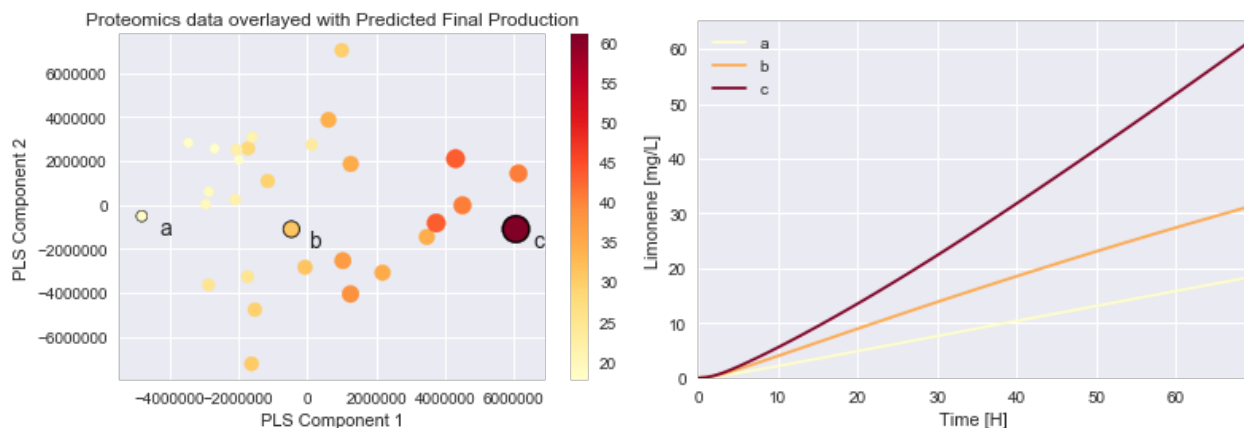 Proteomics data overlayed with Predicted Final Production
PLS Component 2
6000000
4000000
2000000
0
−2000000
−4000000
−6000000
a
b
c
−4000000 −2000000 0 2000000 4000000 6000000
PLS Component 1
60
55
50
45
40
35
30
25
20
Limonene [mg/L]
60
50
40
30
20
10
0
a
b
c
0 10 20 30 40 50 60
Time [H]